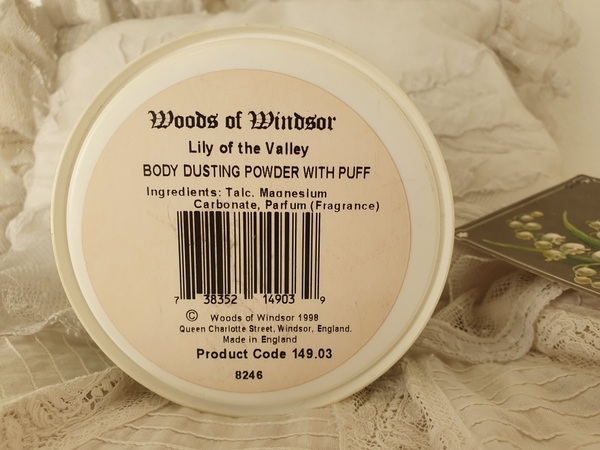 Woods of Windsor
Lily of the Valley
BODY DUSTING POWDER WITH PUFF
Ingredients: Talc, Magnesium
Carbonate, Parfum (Fragrance)
7 38352 14903 9
© Woods of Windsor 1998
Queen Charlotte Street, Windsor, England.
Made in England
Product Code 149.03
8246